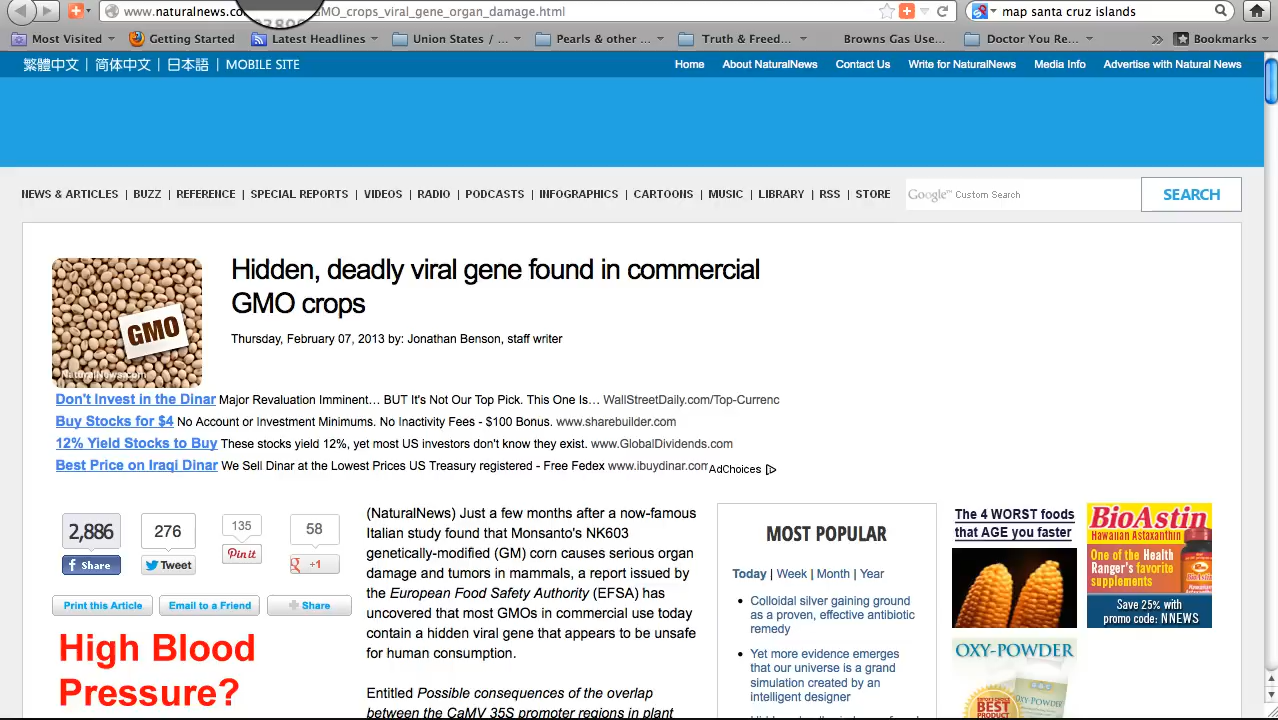 www.naturalnews.co
GMO_crops_viral_gene_organ_damage.html
map santa cruz islands
Most Visited
Getting Started
Latest Headlines
Union States / ...
Pearls & other ...
Truth & Freed...
Browns Gas Use...
Doctor You Re...
Bookmarks
繁體中文 | 简体中文 | 日本語 | MOBILE SITE
Home About NaturalNews Contact Us Write for NaturalNews Media Info Advertise with Natural News
NEWS & ARTICLES | BUZZ | REFERENCE | SPECIAL REPORTS | VIDEOS | RADIO | PODCASTS | INFOGRAPHICS | CARTOONS | MUSIC | LIBRARY | RSS | STORE
Google™ Custom Search
SEARCH
GMO
NaturalNews.com
Hidden, deadly viral gene found in commercial
GMO crops
Thursday, February 07, 2013 by: Jonathan Benson, staff writer
Don't Invest in the Dinar Major Revaluation Imminent... BUT It's Not Our Top Pick. This One Is... WallStreetDaily.com/Top-Currenc
Buy Stocks for $4 No Account or Investment Minimums. No Inactivity Fees - $100 Bonus. www.sharebuilder.com
12% Yield Stocks to Buy These stocks yield 12%, yet most US investors don't know they exist. www.GlobalDividends.com
Best Price on Iraqi Dinar We Sell Dinar at the Lowest Prices US Treasury registered - Free Fedex www.ibuydinar.com
AdChoices
2,886
276
135
58
Share
Tweet
Pin it
g +1
Print this Article
Email to a Friend
Share
High Blood
Pressure?
(NaturalNews) Just a few months after a now-famous
Italian study found that Monsanto's NK603
genetically-modified (GM) corn causes serious organ
damage and tumors in mammals, a report issued by
the European Food Safety Authority (EFSA) has
uncovered that most GMOs in commercial use today
contain a hidden viral gene that appears to be unsafe
for human consumption.
Entitled Possible consequences of the overlap
between the CaMV 35S promoter regions in plant
MOST POPULAR
Today | Week | Month | Year
Colloidal silver gaining ground
as a proven, effective antibiotic
remedy
Yet more evidence emerges
that our universe is a grand
simulation created by an
intelligent designer
The 4 WORST foods
that AGE you faster
OXY-POWDER
OXY-POWDER
BEST
PRODUCT
BioAstin
Hawaiian Astaxanthin
One of the Health
Ranger's favorite
supplements
Save 25% with
promo code: NNEWS